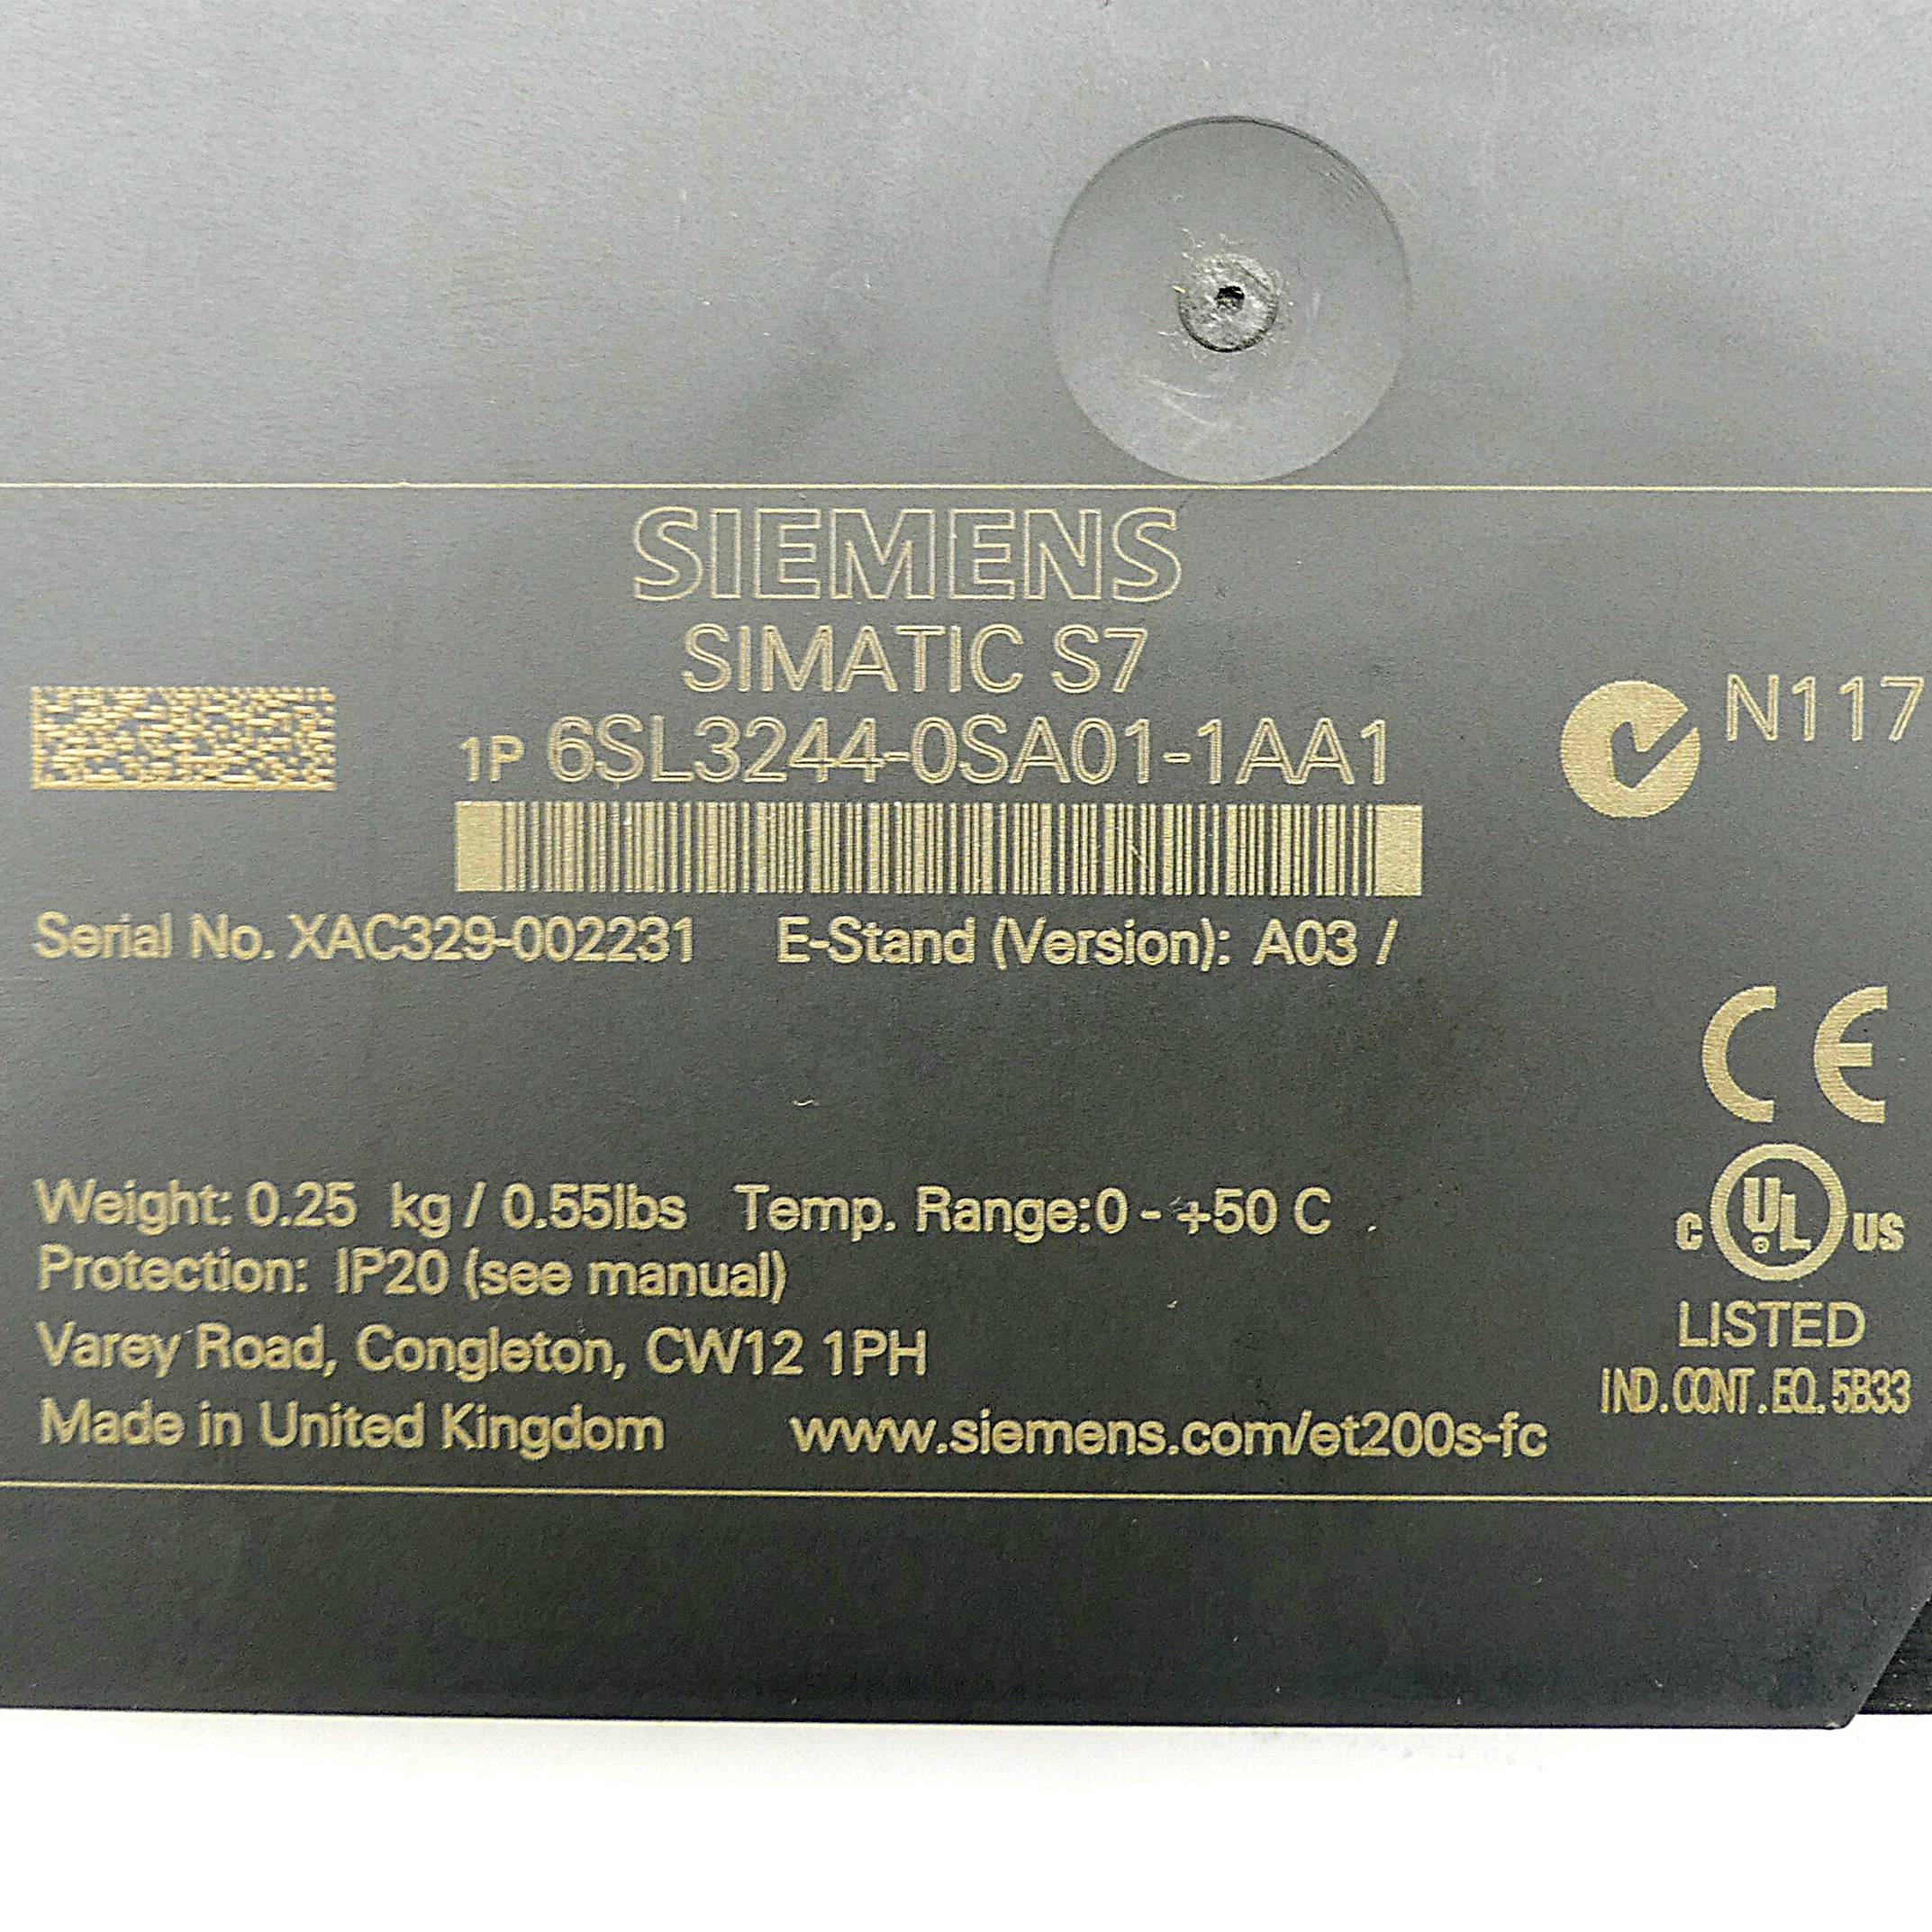 SIEMENS
SIMATIC S7
1P 6SL3244-0SA01-1AA1
N117
Serial No. XAC329-002231 E-Stand (Version): A03 /
CE
Weight: 0.25 kg / 0.55lbs Temp. Range:0 - +50 C
C UL US
Protection: IP20 (see manual)
LISTED
Varey Road, Congleton, CW12 1PH
IND.CONT.EQ.5B33
Made in United Kingdom www.siemens.com/et200s-fc